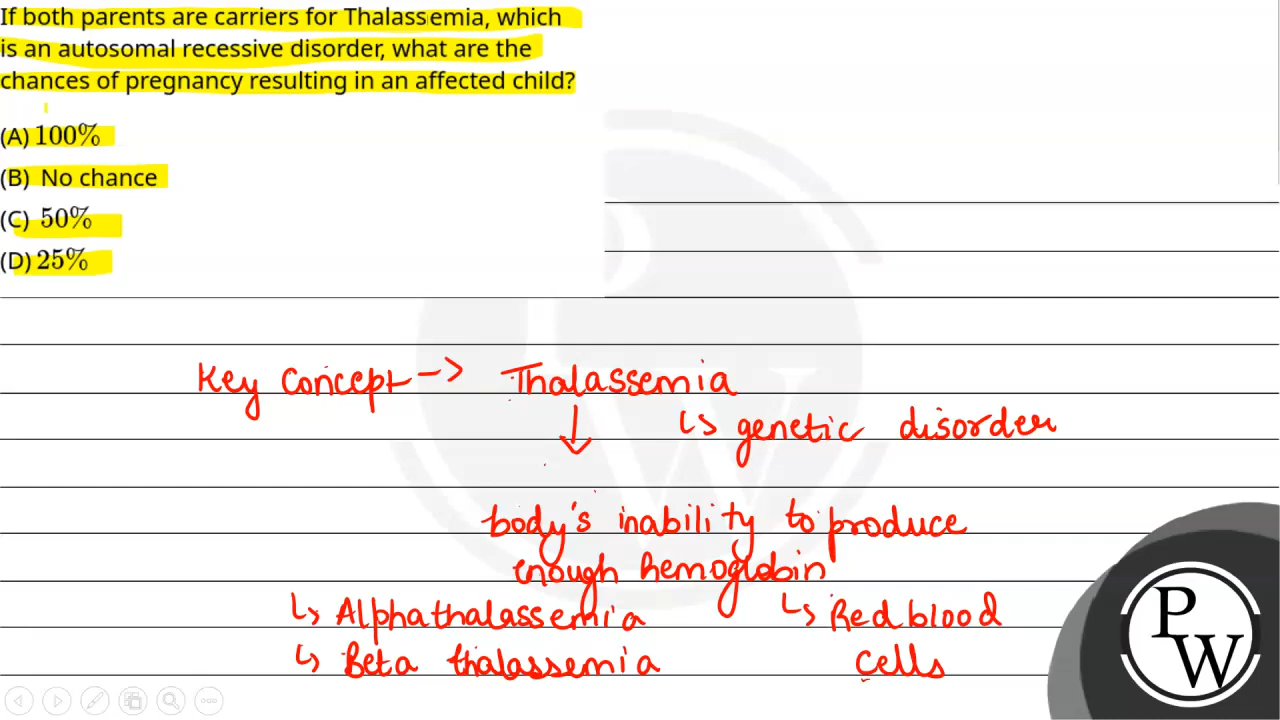 If both parents are carriers for Thalassemia, which
is an autosomal recessive disorder, what are the
chances of pregnancy resulting in an affected child?
(A) 100%
(B) No chance
(C) 50%
(D) 25%
Key Concept -> Thalassemia
↓ ↳ genetic disorder
body's inability to produce
enough hemoglobin
↳ Alphathalassemia ↳ Red blood
↳ Beta thalassemia cells
P
W